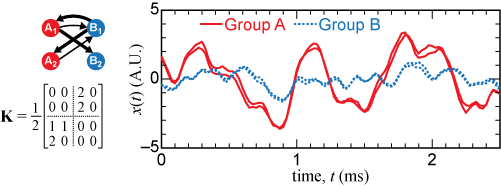 A1 B1
A2 B2
K = 1/2
0 0 2 0
0 0 2 0
1 1 0 0
2 0 0 0
5
0
−5
x(t) (A.U.)
Group A Group B
0 1 2
time, t (ms)